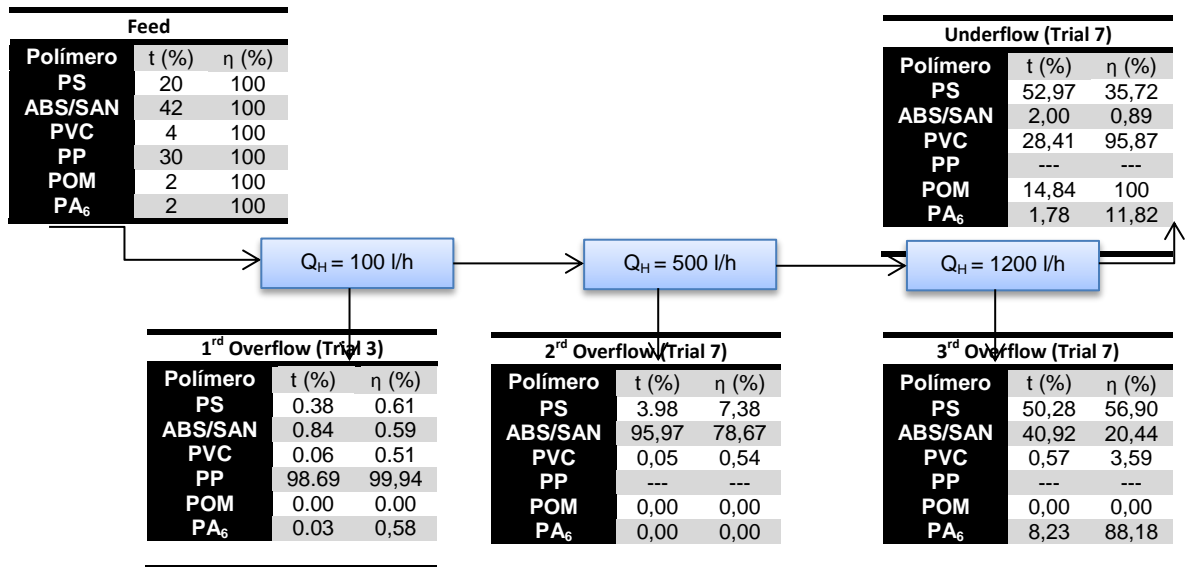 Feed
Polímero t (%) η (%)
PS 20 100
ABS/SAN 42 100
PVC 4 100
PP 30 100
POM 2 100
PA₆ 2 100
Underflow (Trial 7)
Polímero t (%) η (%)
PS 52,97 35,72
ABS/SAN 2,00 0,89
PVC 28,41 95,87
PP --- ---
POM 14,84 100
PA₆ 1,78 11,82
Q_H = 100 l/h
Q_H = 500 l/h
Q_H = 1200 l/h
1rd Overflow (Trial 3)
Polímero t (%) η (%)
PS 0.38 0.61
ABS/SAN 0.84 0.59
PVC 0.06 0.51
PP 98.69 99,94
POM 0.00 0.00
PA₆ 0.03 0,58
2rd Overflow (Trial 7)
Polímero t (%) η (%)
PS 3.98 7,38
ABS/SAN 95,97 78,67
PVC 0,05 0,54
PP --- ---
POM 0,00 0,00
PA₆ 0,00 0,00
3rd Overflow (Trial 7)
Polímero t (%) η (%)
PS 50,28 56,90
ABS/SAN 40,92 20,44
PVC 0,57 3,59
PP --- ---
POM 0,00 0,00
PA₆ 8,23 88,18